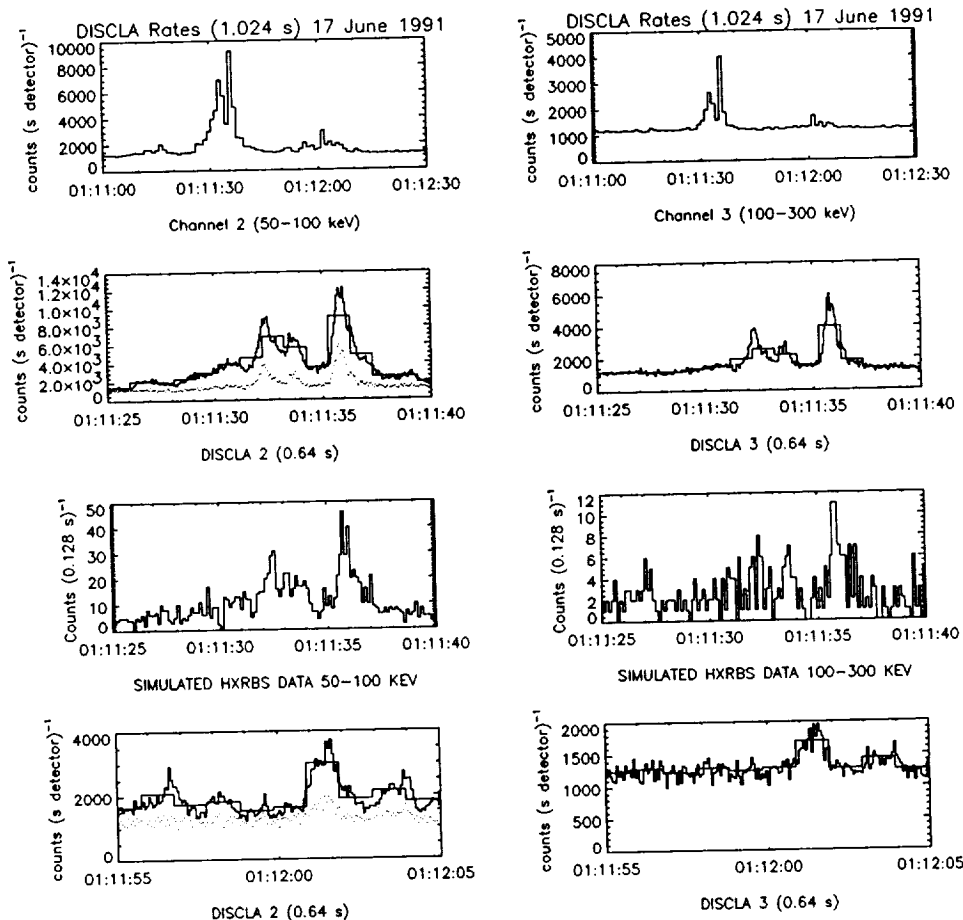 DISCLA Rates (1.024 s) 17 June 1991
counts (s detector)⁻¹
10000
8000
6000
4000
2000
0
01:11:00 01:11:30 01:12:00 01:12:30
Channel 2 (50-100 keV)
DISCLA Rates (1.024 s) 17 June 1991
counts (s detector)⁻¹
5000
4000
3000
2000
1000
0
01:11:00 01:11:30 01:12:00 01:12:30
Channel 3 (100-300 keV)
counts (s detector)⁻¹
1.4×10⁴
1.2×10⁴
1.0×10⁴
8.0×10³
6.0×10³
4.0×10³
2.0×10³
0
01:11:25 01:11:30 01:11:35 01:11:40
DISCLA 2 (0.64 s)
counts (s detector)⁻¹
8000
6000
4000
2000
0
01:11:25 01:11:30 01:11:35 01:11:40
DISCLA 3 (0.64 s)
Counts (0.128 s)⁻¹
50
40
30
20
10
0
01:11:25 01:11:30 01:11:35 01:11:40
SIMULATED HXRBS DATA 50-100 KEV
Counts (0.128 s)⁻¹
12
10
8
6
4
2
0
01:11:25 01:11:30 01:11:35 01:11:40
SIMULATED HXRBS DATA 100-300 KEV
counts (s detector)⁻¹
4000
2000
0
01:11:55 01:12:00 01:12:05
DISCLA 2 (0.64 s)
counts (s detector)⁻¹
2000
1500
1000
500
0
01:11:55 01:12:00 01:12:05
DISCLA 3 (0.64 s)